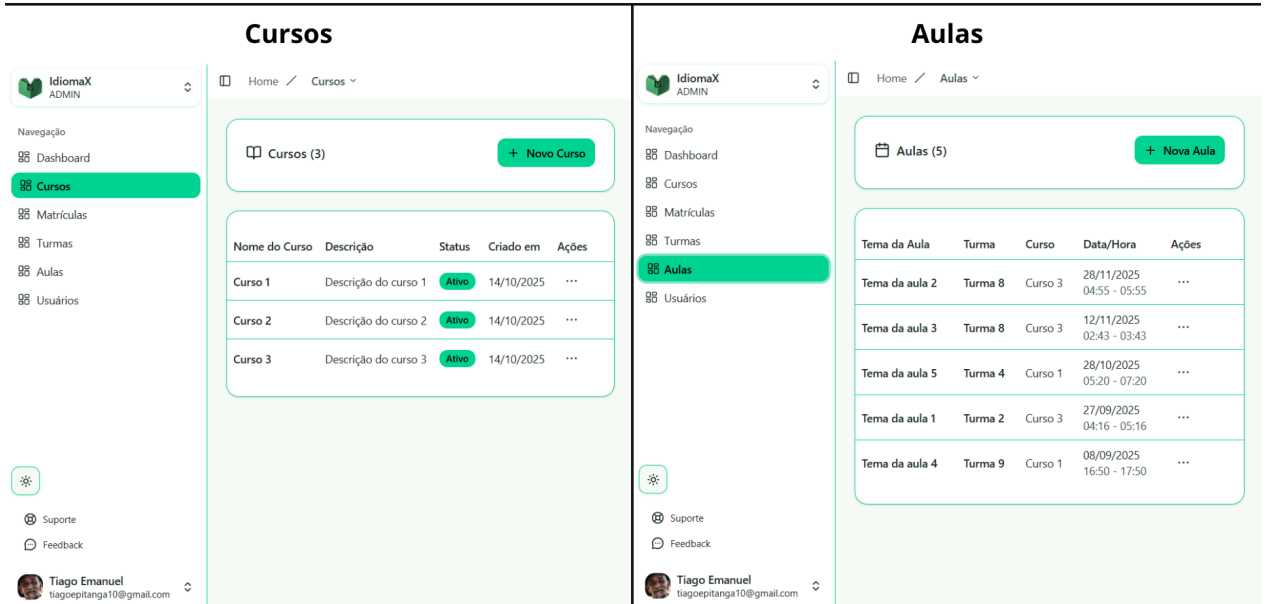 Cursos
IdiomaX
ADMIN
Navegação
Dashboard
Cursos
Matrículas
Turmas
Aulas
Usuários
Suporte
Feedback
Tiago Emanuel
tiagoepitanga10@gmail.com
Home / Cursos
Cursos (3)
+ Novo Curso
Nome do Curso Descrição Status Criado em Ações
Curso 1 Descrição do curso 1 Ativo 14/10/2025 ...
Curso 2 Descrição do curso 2 Ativo 14/10/2025 ...
Curso 3 Descrição do curso 3 Ativo 14/10/2025 ...
Aulas
IdiomaX
ADMIN
Navegação
Dashboard
Cursos
Matrículas
Turmas
Aulas
Usuários
Suporte
Feedback
Tiago Emanuel
tiagoepitanga10@gmail.com
Home / Aulas
Aulas (5)
+ Nova Aula
Tema da Aula Turma Curso Data/Hora Ações
Tema da aula 2 Turma 8 Curso 3 28/11/2025 ...
04:55 - 05:55
Tema da aula 3 Turma 8 Curso 3 12/11/2025 ...
02:43 - 03:43
Tema da aula 5 Turma 4 Curso 1 28/10/2025 ...
05:20 - 07:20
Tema da aula 1 Turma 2 Curso 3 27/09/2025 ...
04:16 - 05:16
Tema da aula 4 Turma 9 Curso 1 08/09/2025 ...
16:50 - 17:50